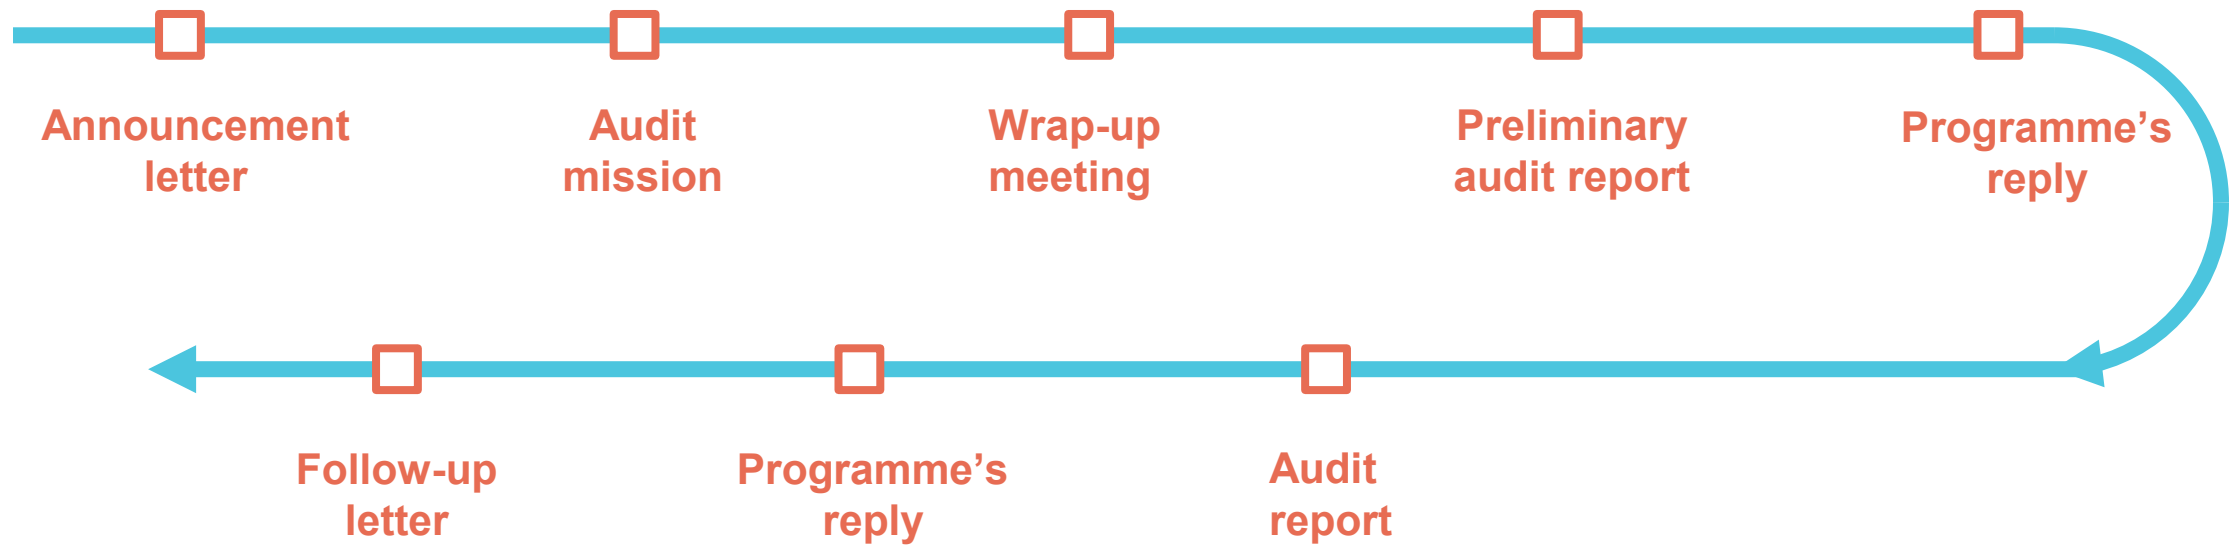 Announcement
letter
Audit
mission
Wrap-up
meeting
Preliminary
audit report
Programme’s
reply
Audit
report
Programme’s
reply
Follow-up
letter